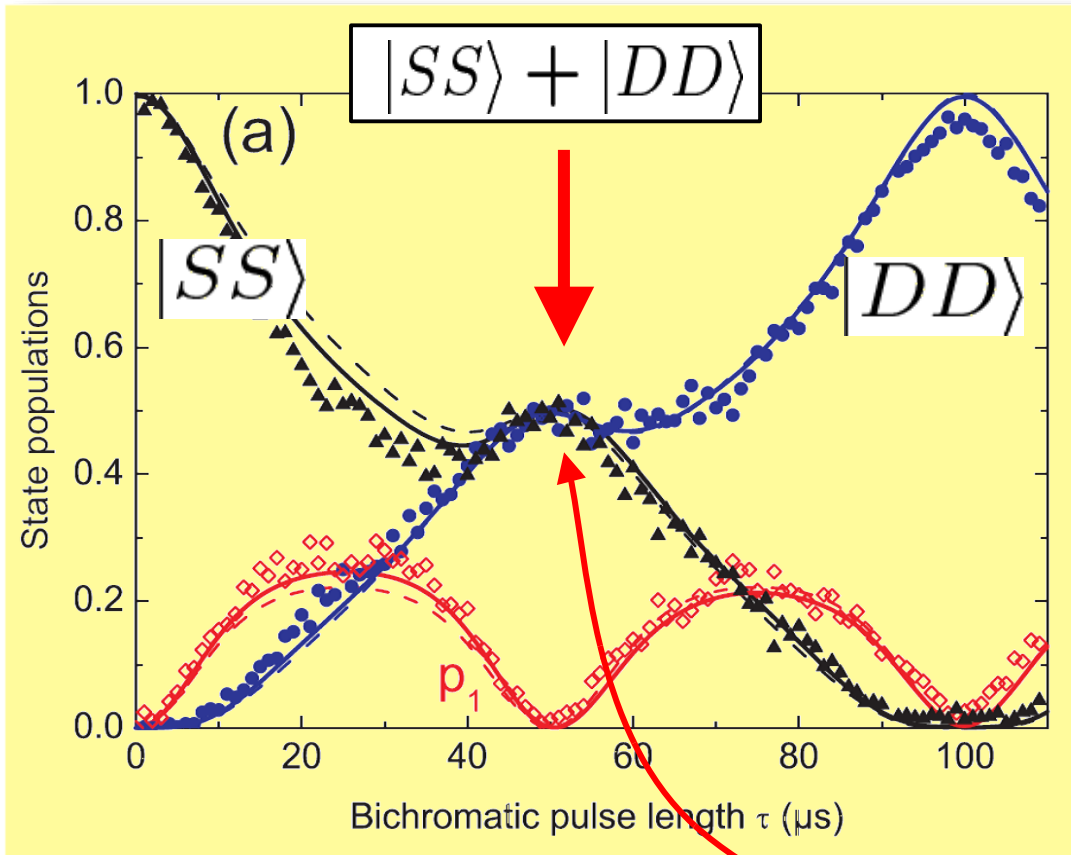 |SS⟩ + |DD⟩
(a)
1.0
0.8
0.6
0.4
0.2
0.0
State populations
|SS⟩
|DD⟩
p₁
0 20 40 60 80 100
Bichromatic pulse length τ (μs)